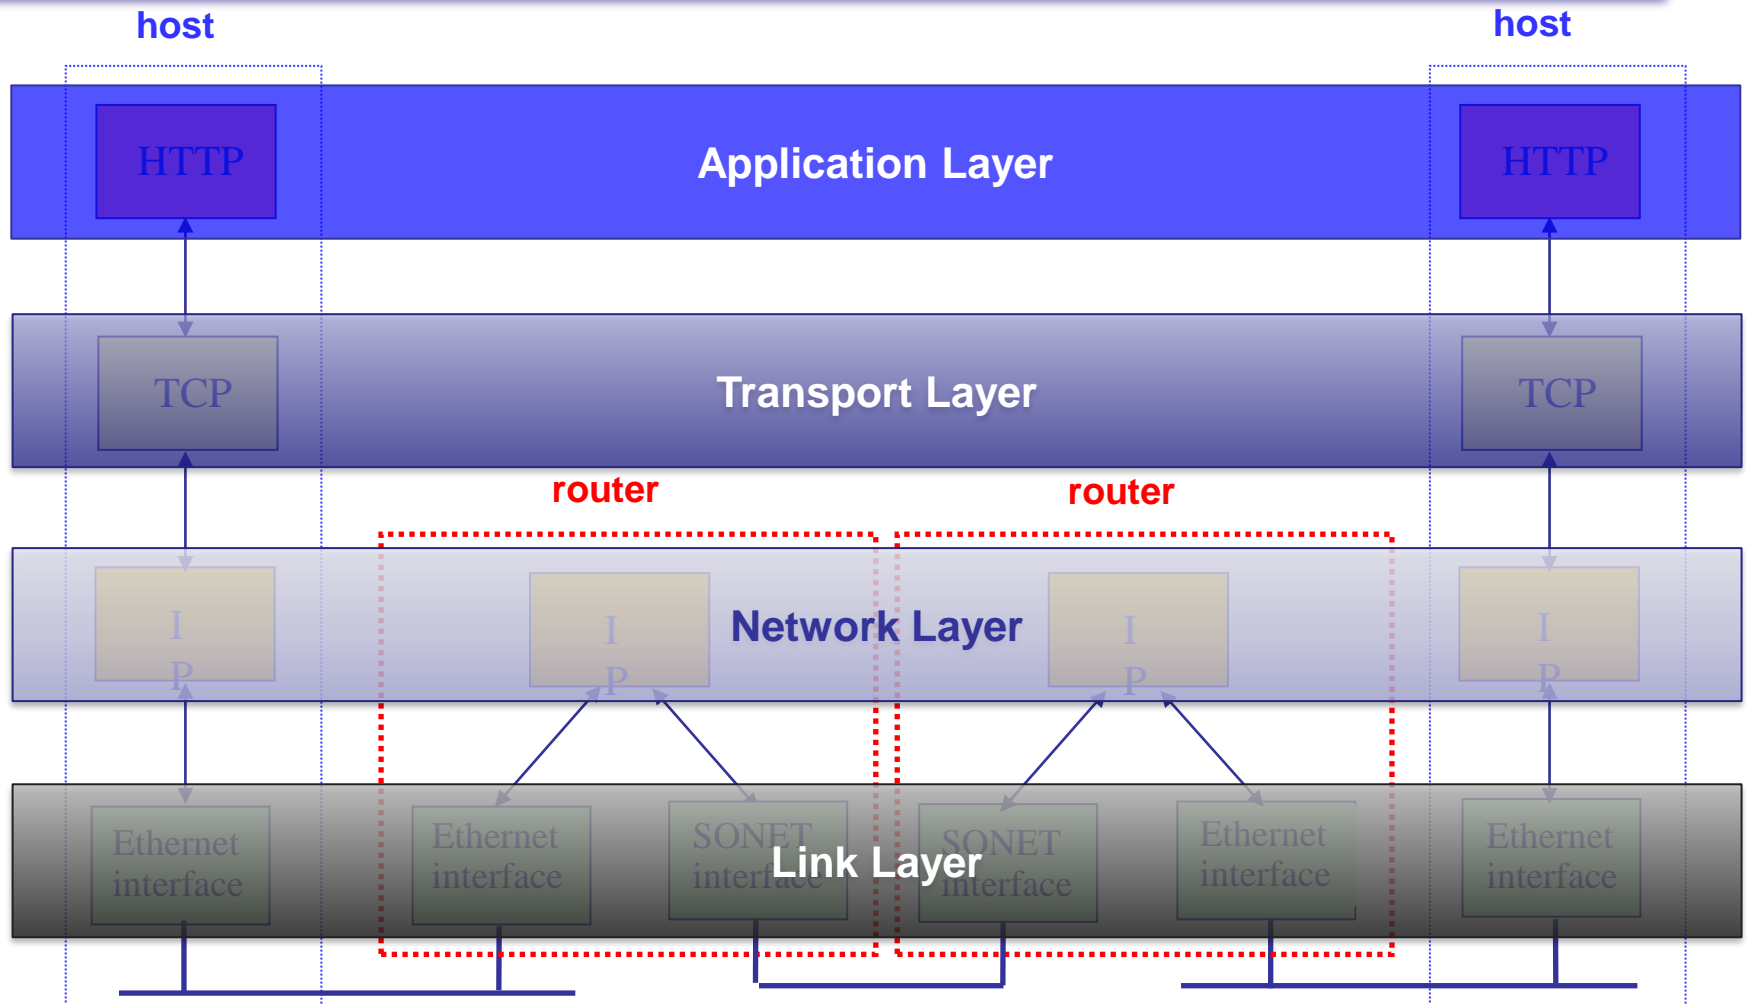 host
host
HTTP
Application Layer
HTTP
TCP
Transport Layer
TCP
router
router
I
P
I
P
Network Layer
I
P
I
P
Ethernet
interface
Ethernet
interface
SONET
interface
Link Layer
SONET
interface
Ethernet
interface
Ethernet
interface